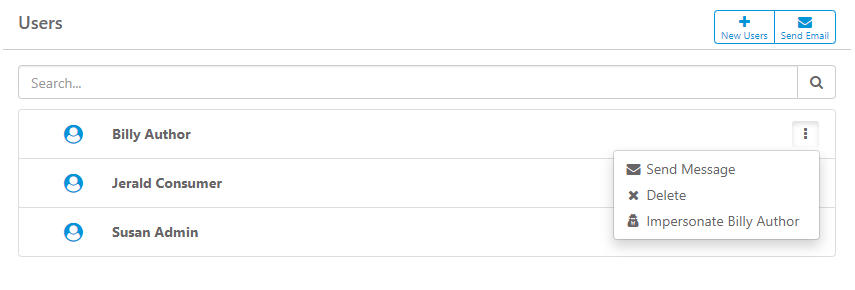 Users
New Users
Send Email
Search...
Billy Author
Send Message
Jerald Consumer
Delete
Impersonate Billy Author
Susan Admin